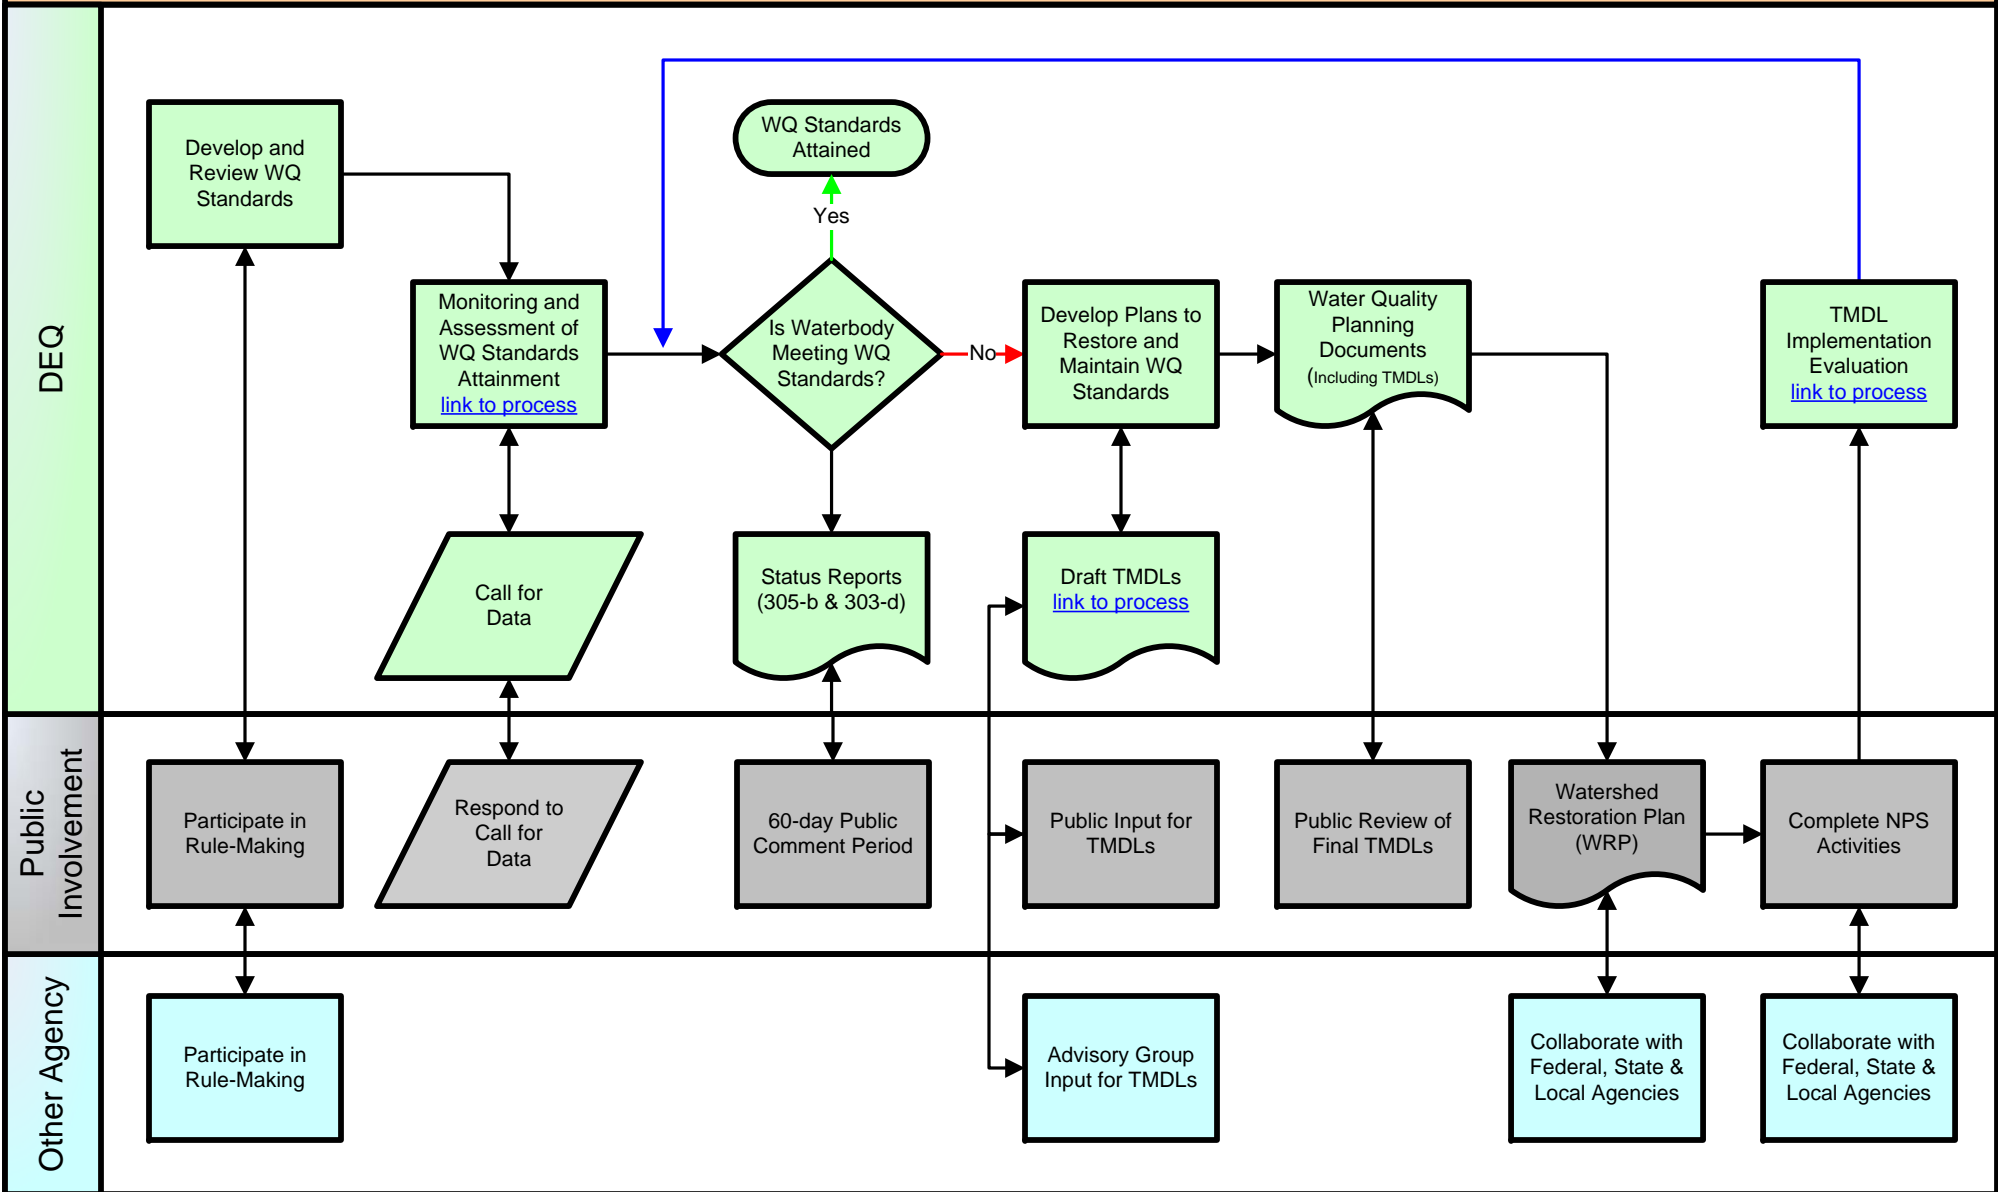 DEQ
Develop and
Review WQ
Standards
Monitoring and
Assessment of
WQ Standards
Attainment
link to process
WQ Standards
Attained
Yes
Is Waterbody
Meeting WQ
Standards?
No
Develop Plans to
Restore and
Maintain WQ
Standards
Water Quality
Planning
Documents
(Including TMDLs)
TMDL
Implementation
Evaluation
link to process
Call for
Data
Status Reports
(305-b & 303-d)
Draft TMDLs
link to process
Public
Involvement
Participate in
Rule-Making
Respond to
Call for
Data
60-day Public
Comment Period
Public Input for
TMDLs
Public Review of
Final TMDLs
Watershed
Restoration Plan
(WRP)
Complete NPS
Activities
Other Agency
Participate in
Rule-Making
Advisory Group
Input for TMDLs
Collaborate with
Federal, State &
Local Agencies
Collaborate with
Federal, State &
Local Agencies